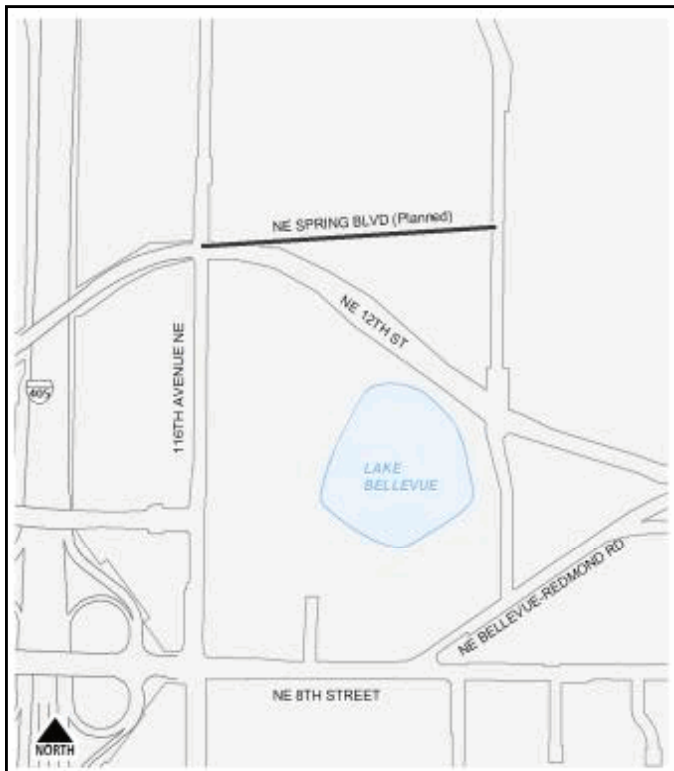 NE SPRING BLVD (Planned)
NE 12TH ST
116TH AVENUE NE
405
LAKE
BELLEVUE
NE BELLEVUE-REDMOND RD
NE 8TH STREET
NORTH